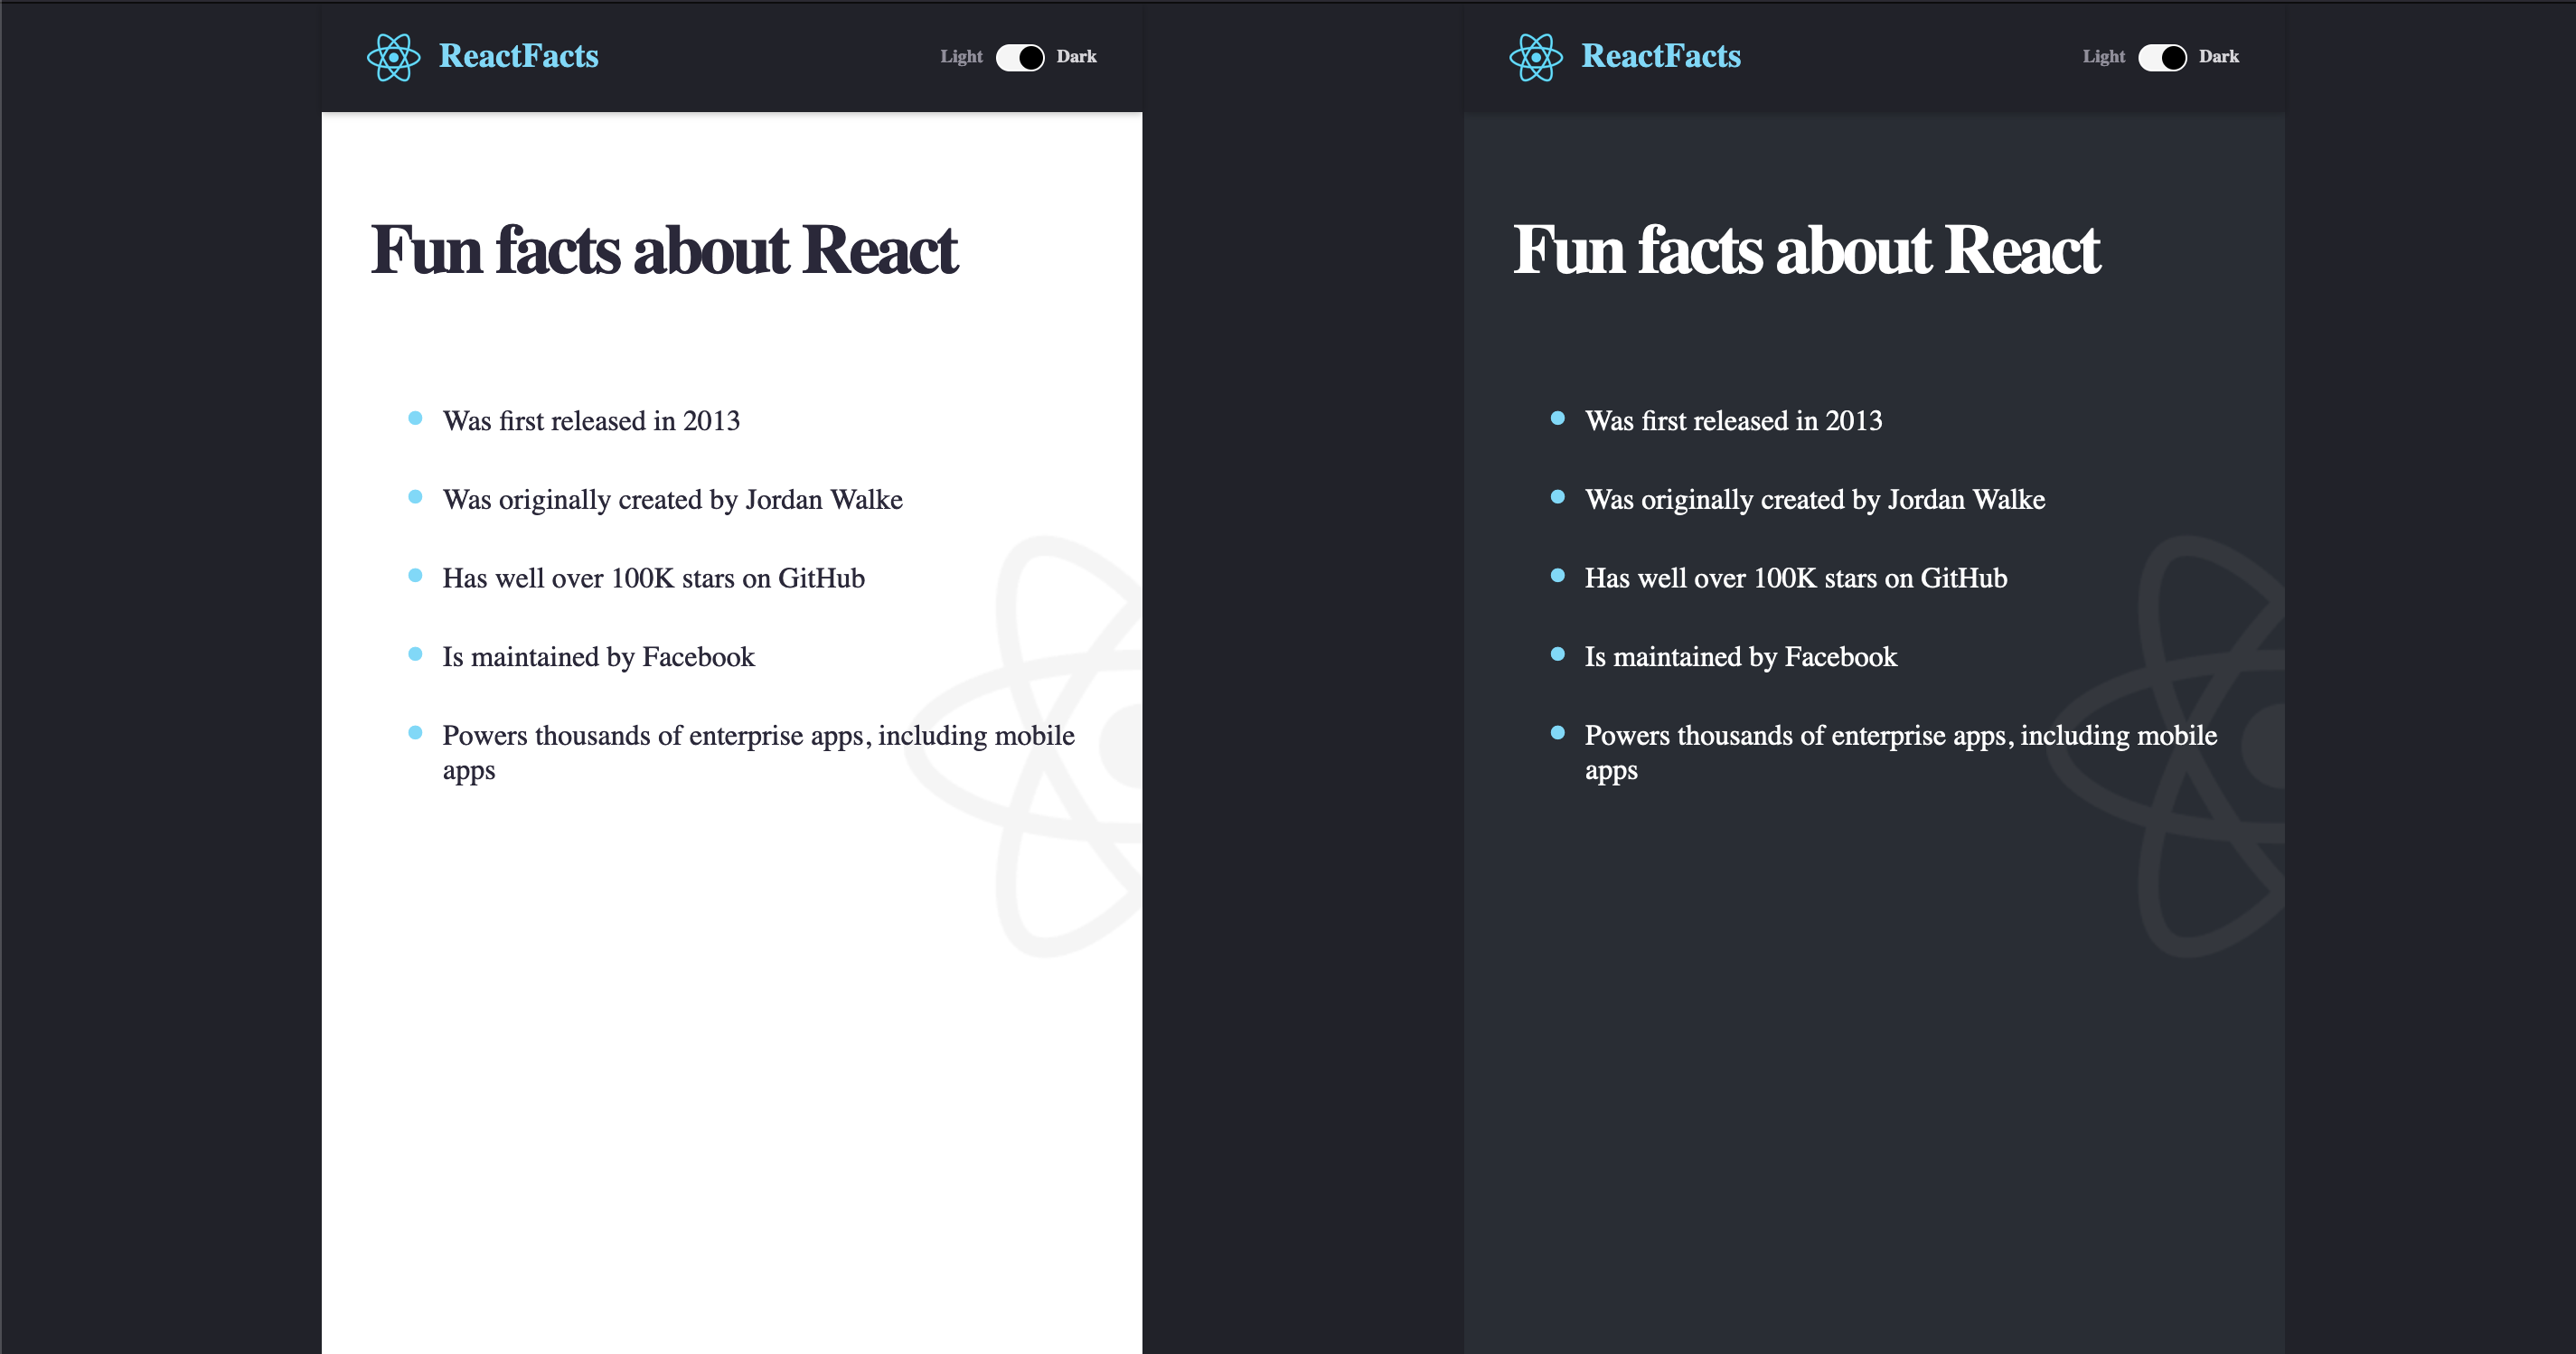 ReactFacts
Light Dark
Fun facts about React
Was first released in 2013
Was originally created by Jordan Walke
Has well over 100K stars on GitHub
Is maintained by Facebook
Powers thousands of enterprise apps, including mobile
apps
ReactFacts
Light Dark
Fun facts about React
Was first released in 2013
Was originally created by Jordan Walke
Has well over 100K stars on GitHub
Is maintained by Facebook
Powers thousands of enterprise apps, including mobile
apps